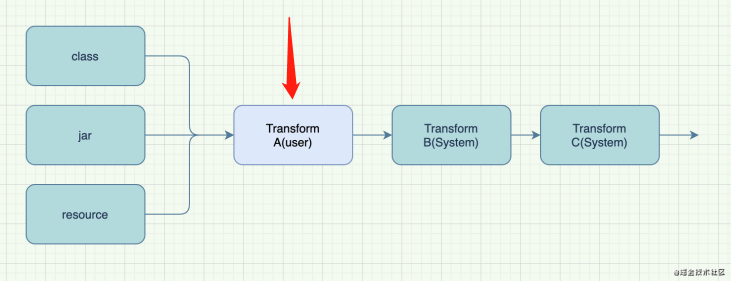 class
jar
resource
Transform
A(user)
Transform
B(System)
Transform
C(System)
@稀土掘金技术社区